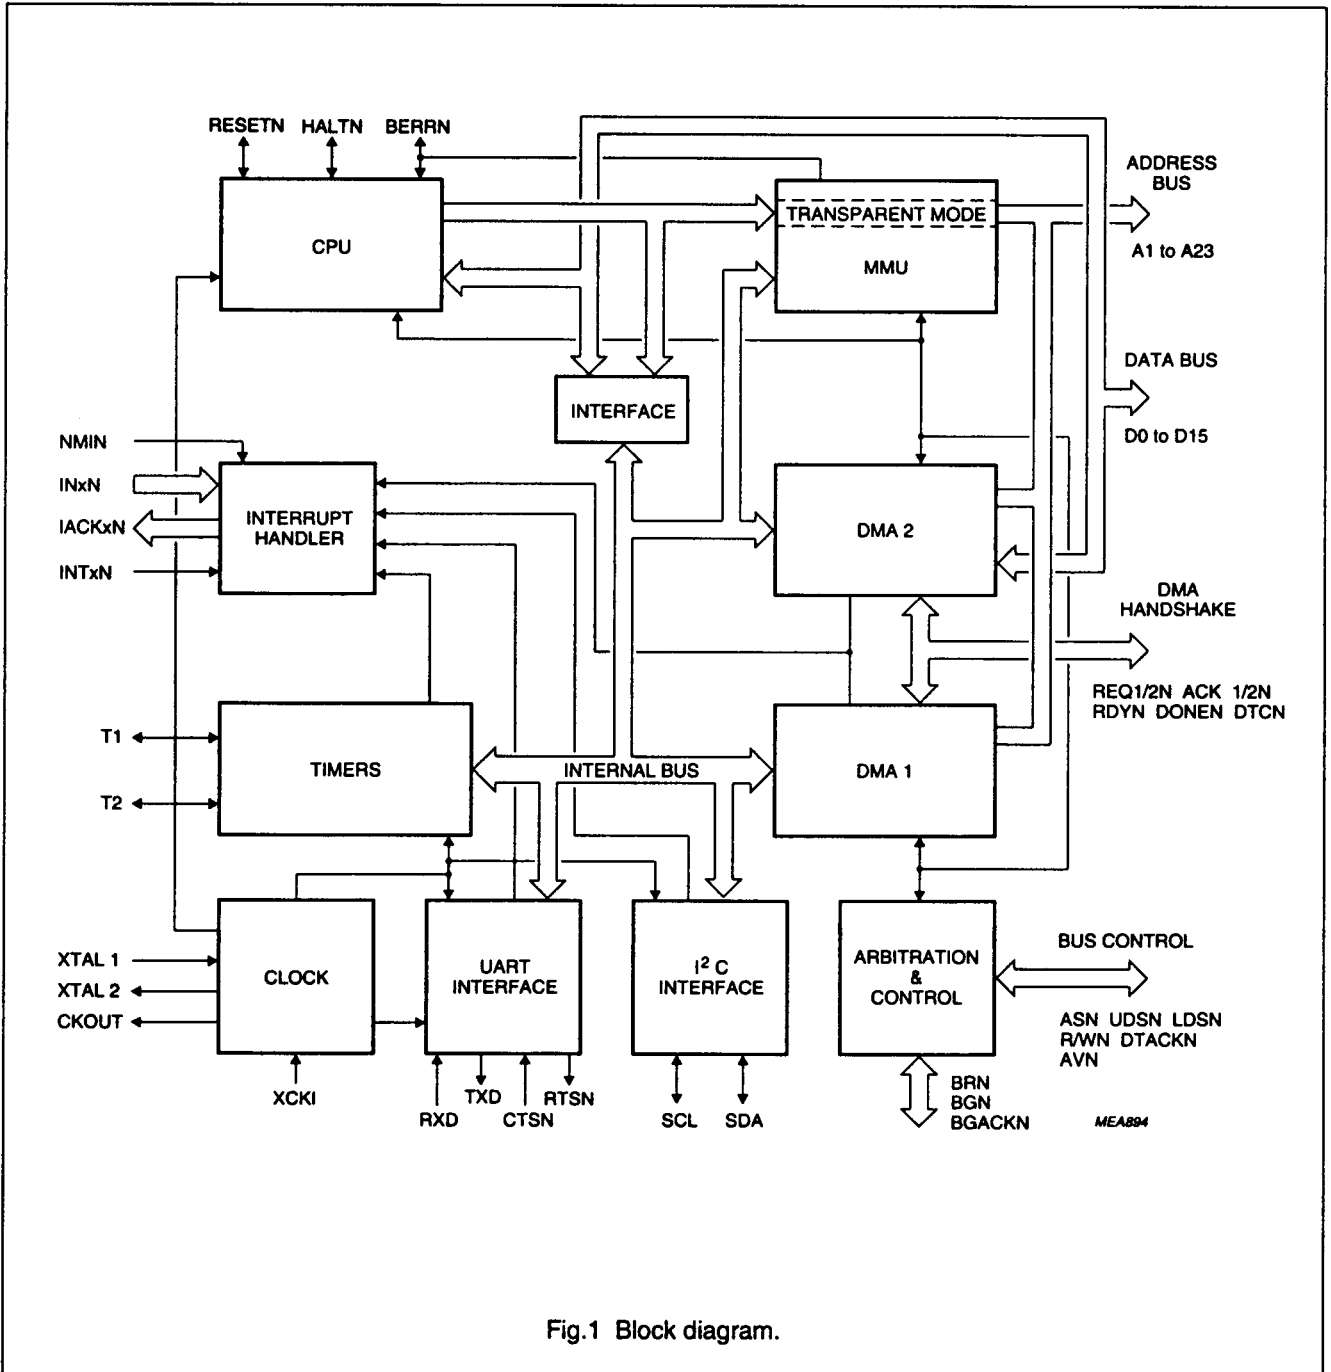 RESETN HALTN BERRN
ADDRESS
BUS
TRANSPARENT MODE
CPU
MMU
A1 to A23
DATA BUS
INTERFACE
D0 to D15
NMIN
INxN
IACKxN
INTxN
INTERRUPT
HANDLER
DMA 2
DMA
HANDSHAKE
REQ1/2N ACK 1/2N
RDYN DONEN DTCN
T1
T2
TIMERS
INTERNAL BUS
DMA 1
XTAL 1
XTAL 2
CKOUT
CLOCK
UART
INTERFACE
I² C
INTERFACE
ARBITRATION
&
CONTROL
BUS CONTROL
ASN UDSN LDSN
R/WN DTACKN
AVN
XCKI
RXD
TXD
CTSN
RTSN
SCL
SDA
BRN
BGN
BGACKN
MEA894
Fig.1 Block diagram.